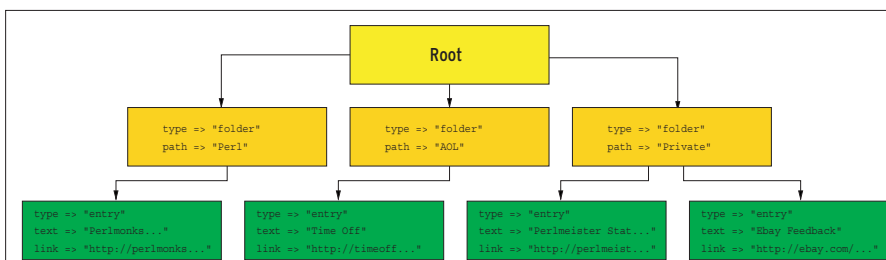 Root
type => "folder"
path => "Perl"
type => "folder"
path => "AOL"
type => "folder"
path => "Private"
type => "entry"
text => "Perlmonks..."
link => "http://perlmonks..."
type => "entry"
text => "Time Off"
link => "http://timeoff..."
type => "entry"
text => "Perlmeister Stat..."
link => "http://perlmeist..."
type => "entry"
text => "Ebay Feedback"
link => "http://ebay.com/..."